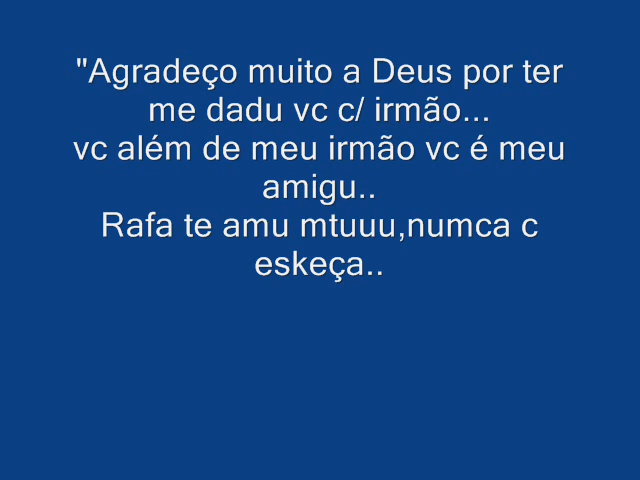 "Agradeço muito a Deus por ter
me dadu vc c/ irmão...
vc além de meu irmão vc é meu
amigu..
Rafa te amu mtuuu,numca c
eskeça..